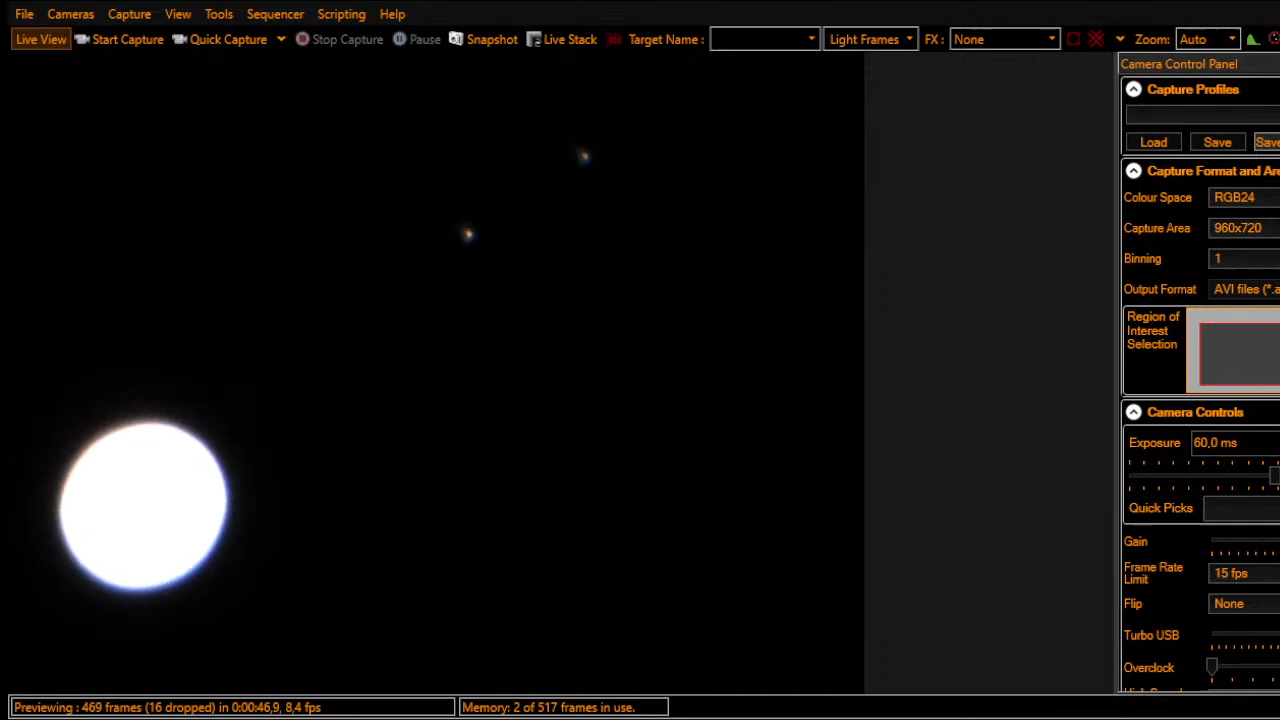 File Cameras Capture View Tools Sequencer Scripting Help
Live View Start Capture Quick Capture Stop Capture Pause Snapshot Live Stack Target Name : Light Frames FX : None Zoom: Auto
Camera Control Panel
Capture Profiles
Load Save Save
Capture Format and Are
Colour Space RGB24
Capture Area 960x720
Binning 1
Output Format AVI files (*.a
Region of
Interest
Selection
Camera Controls
Exposure 60,0 ms
Quick Picks
Gain
Frame Rate
Limit 15 fps
Flip None
Turbo USB
Overclock
Previewing : 469 frames (16 dropped) in 0:00:46,9, 8,4 fps Memory: 2 of 517 frames in use.